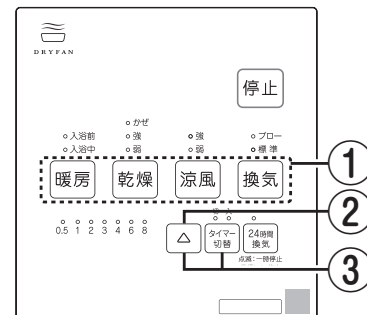 DRYFAN
停止
かぜ
入浴前 強 強 ブロー
入浴中 弱 弱 標準
暖房 乾燥 涼風 換気
①
②
0.5 1 2 3 4 6 8
△ タイマー切替 24時間換気
点滅:一時停止
③